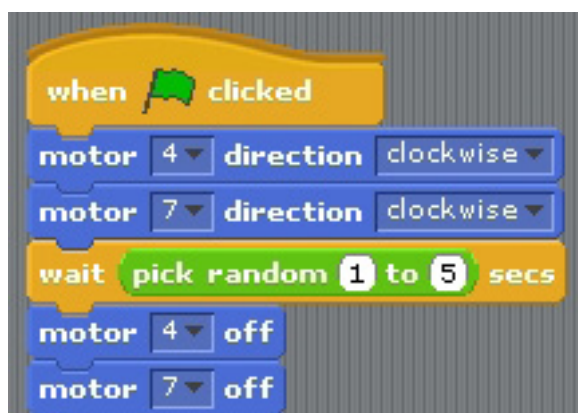 when clicked
motor 4 direction clockwise
motor 7 direction clockwise
wait pick random 1 to 5 secs
motor 4 off
motor 7 off